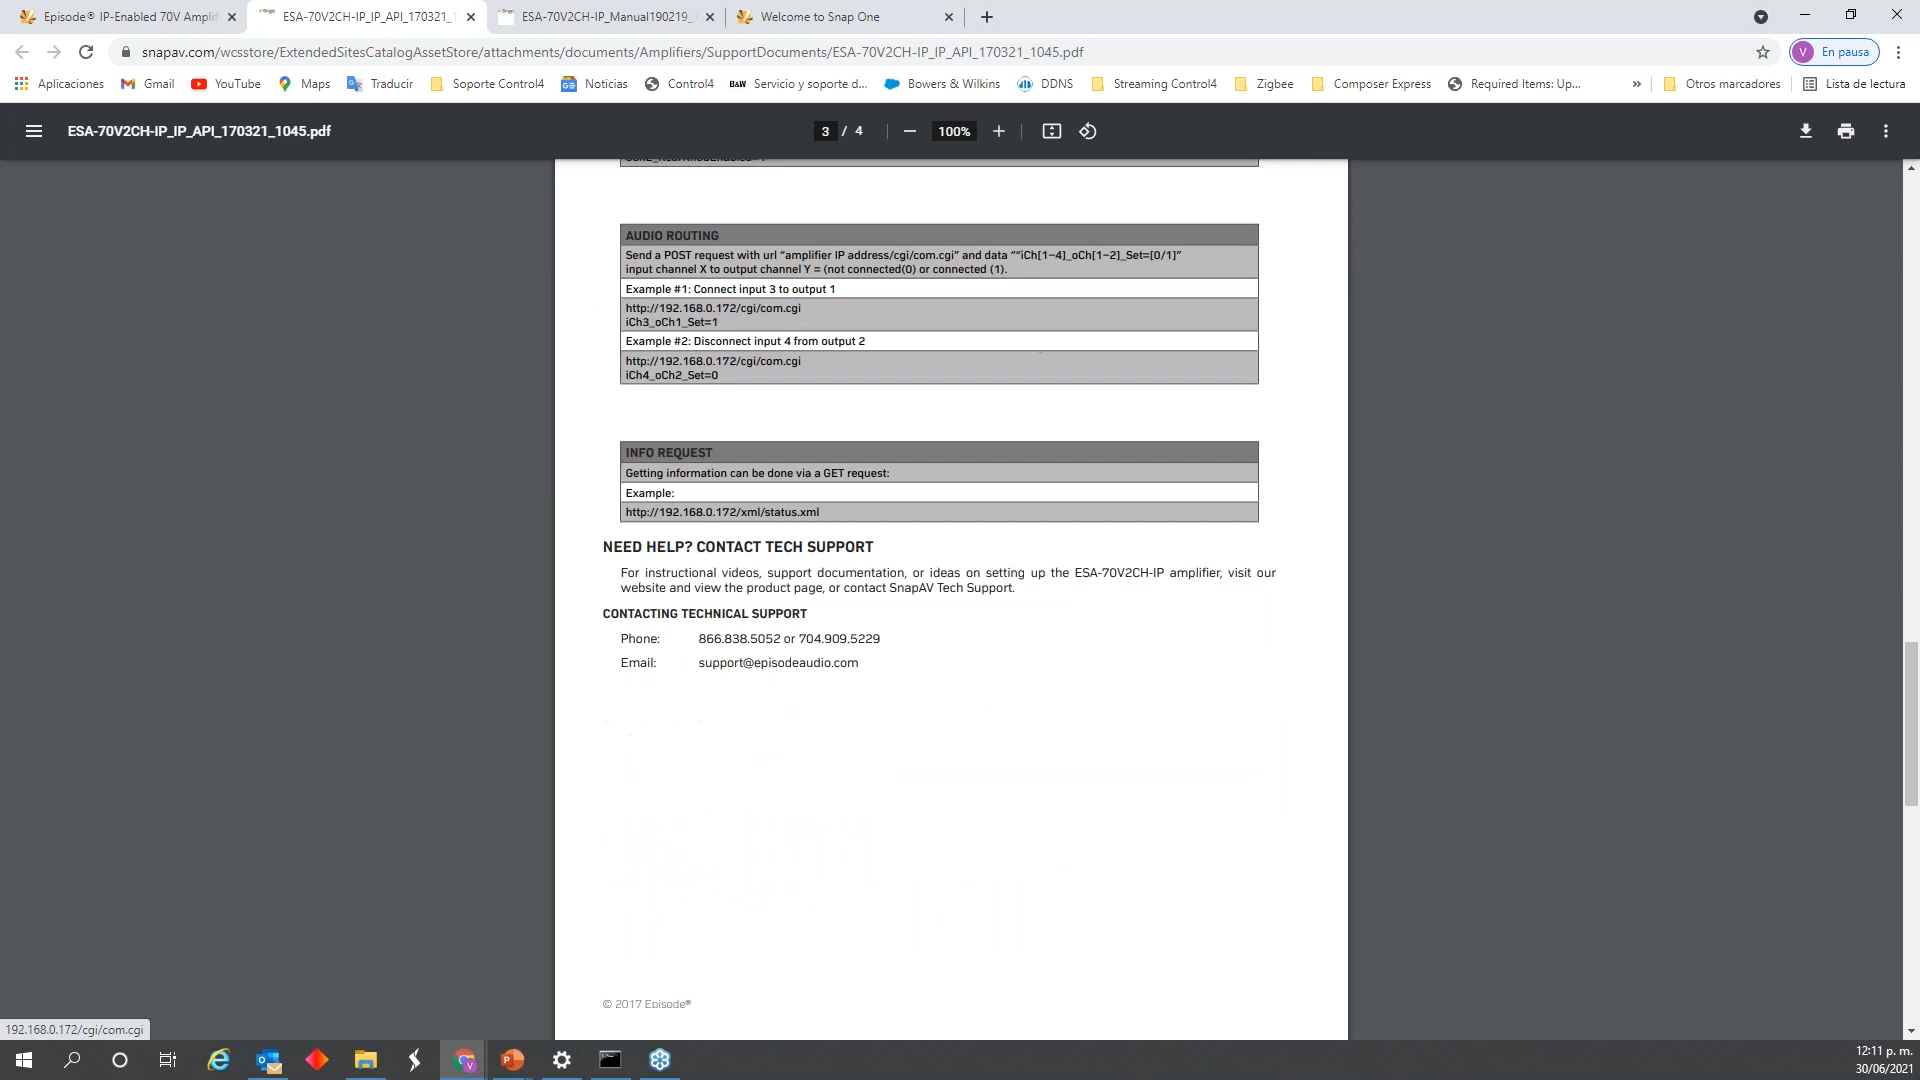 Episode® IP-Enabled 70V Amplif
ESA-70V2CH-IP_IP_API_170321_1
ESA-70V2CH-IP_Manual190219_
Welcome to Snap One
snapav.com/wcsstore/ExtendedSitesCatalogAssetStore/attachments/documents/Amplifiers/SupportDocuments/ESA-70V2CH-IP_IP_API_170321_1045.pdf
V En pausa
Aplicaciones
Gmail
YouTube
Maps
Traducir
Soporte Control4
Noticias
Control4
B&W Servicio y soporte d...
Bowers & Wilkins
DDNS
Streaming Control4
Zigbee
Composer Express
Required Items: Up...
»
Otros marcadores
Lista de lectura
ESA-70V2CH-IP_IP_API_170321_1045.pdf
3 / 4
100%
AUDIO ROUTING
Send a POST request with url “amplifier IP address/cgi/com.cgi” and data ““iCh[1–4]_oCh[1–2]_Set=[0/1]”
input channel X to output channel Y = (not connected(0) or connected (1).
Example #1: Connect input 3 to output 1
http://192.168.0.172/cgi/com.cgi
iCh3_oCh1_Set=1
Example #2: Disconnect input 4 from output 2
http://192.168.0.172/cgi/com.cgi
iCh4_oCh2_Set=0
INFO REQUEST
Getting information can be done via a GET request:
Example:
http://192.168.0.172/xml/status.xml
NEED HELP? CONTACT TECH SUPPORT
For instructional videos, support documentation, or ideas on setting up the ESA-70V2CH-IP amplifier, visit our
website and view the product page, or contact SnapAV Tech Support.
CONTACTING TECHNICAL SUPPORT
Phone: 866.838.5052 or 704.909.5229
Email: support@episodeaudio.com
© 2017 Episode®
192.168.0.172/cgi/com.cgi
12:11 p. m.
30/06/2021